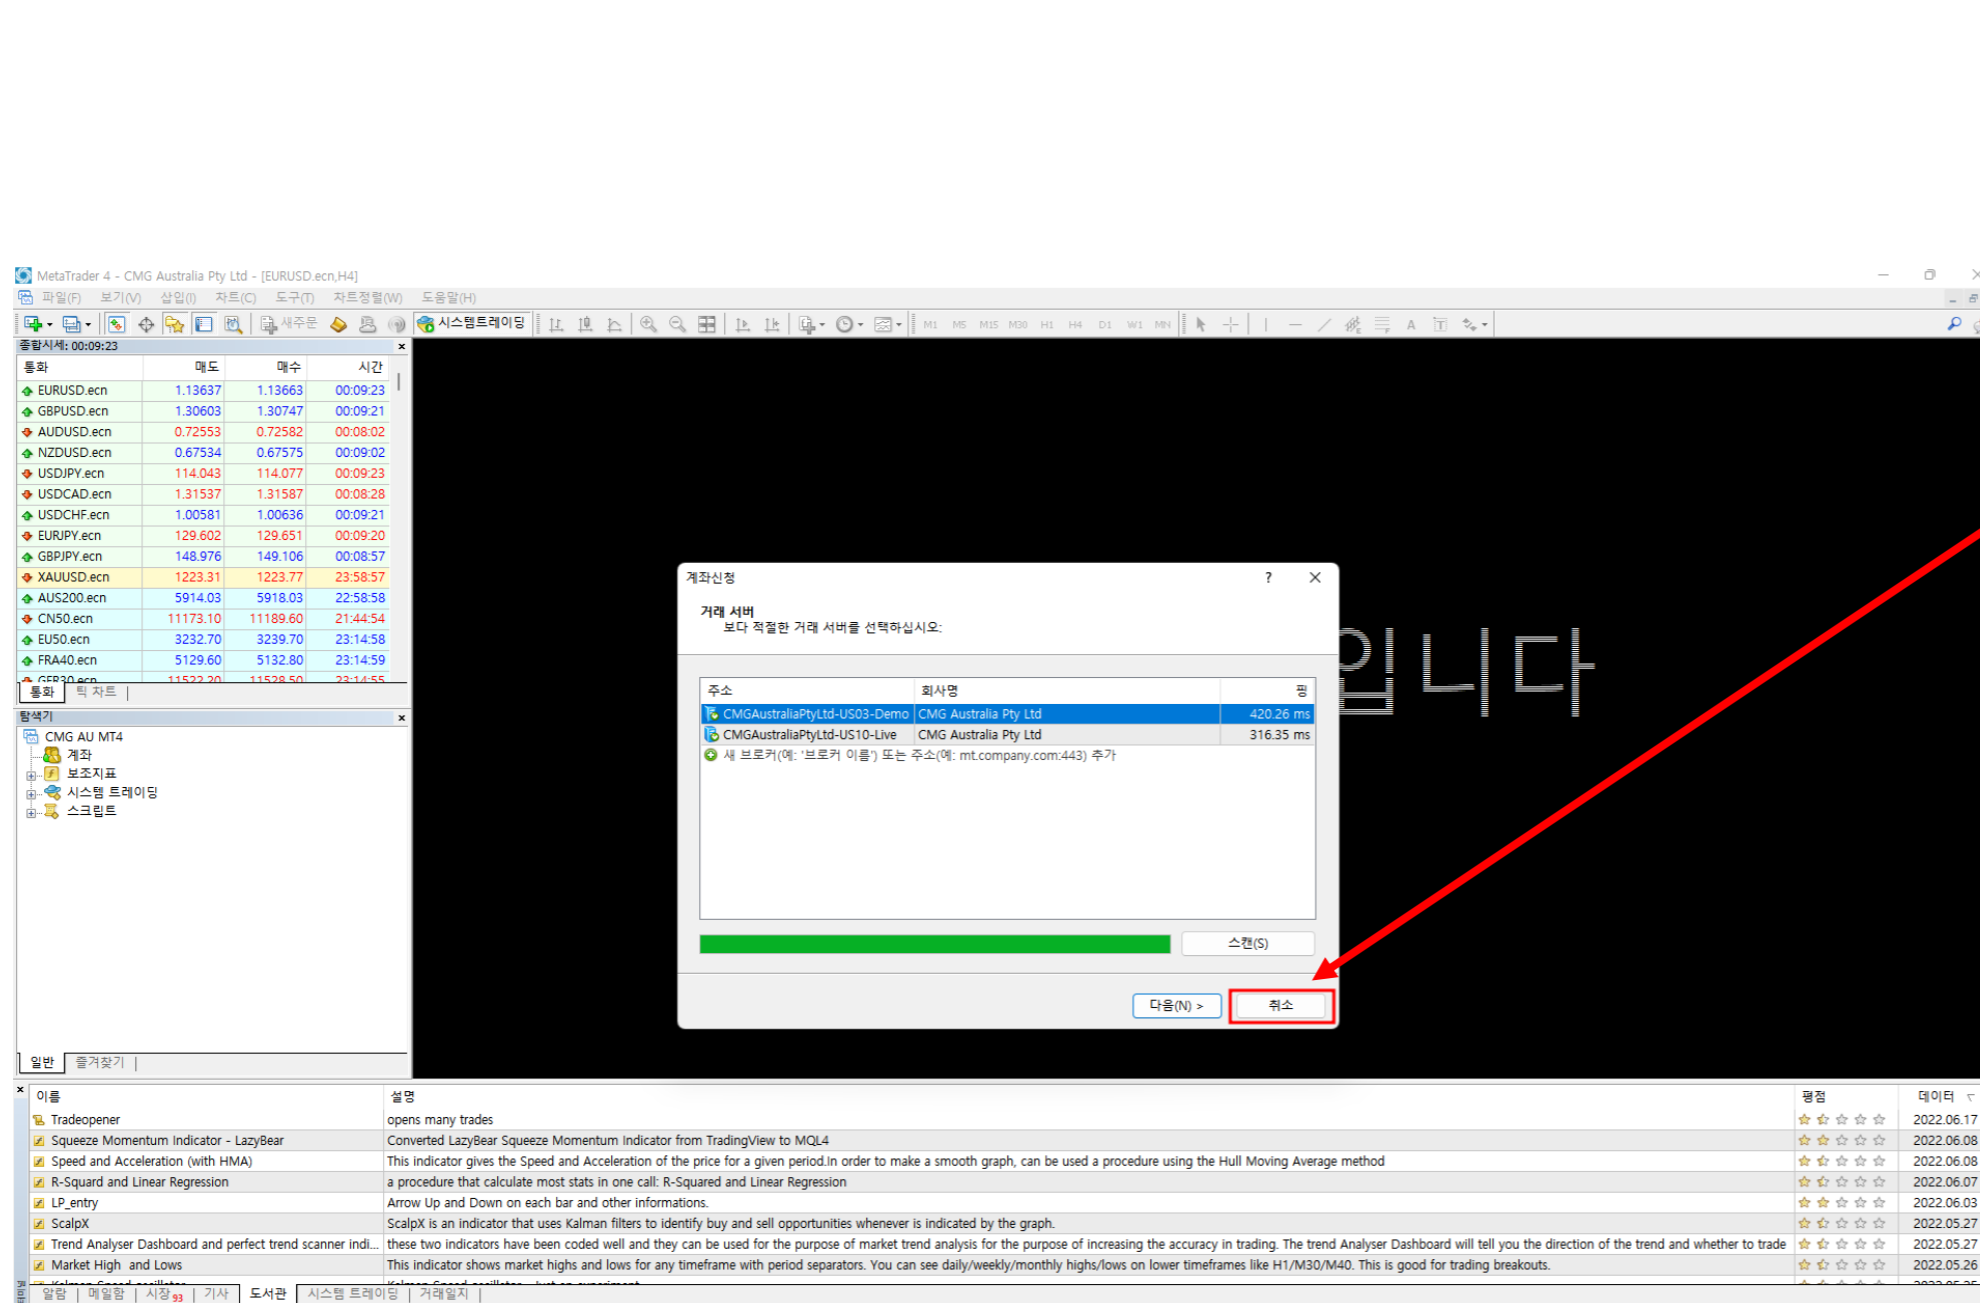 MetaTrader 4 - CMG Australia Pty Ltd - [EURUSD.ecn,H4]
파일(F) 보기(V) 삽입(I) 차트(C) 도구(T) 차트정렬(W) 도움말(H)
새주문 시스템트레이딩 M1 M5 M15 M30 H1 H4 D1 W1 MN
종합시세: 00:09:23
통화 매도 매수 시간
EURUSD.ecn 1.13637 1.13663 00:09:23
GBPUSD.ecn 1.30603 1.30747 00:09:21
AUDUSD.ecn 0.72553 0.72582 00:08:02
NZDUSD.ecn 0.67534 0.67575 00:09:02
USDJPY.ecn 114.043 114.077 00:09:23
USDCAD.ecn 1.31537 1.31587 00:08:28
USDCHF.ecn 1.00581 1.00636 00:09:21
EURJPY.ecn 129.602 129.651 00:09:20
GBPJPY.ecn 148.976 149.106 00:08:57
XAUUSD.ecn 1223.31 1223.77 23:58:57
AUS200.ecn 5914.03 5918.03 22:58:58
CN50.ecn 11173.10 11189.60 21:44:54
EU50.ecn 3232.70 3239.70 23:14:58
FRA40.ecn 5129.60 5132.80 23:14:59
GER30.ecn 11522.20 11528.50 23:14:55
통화 틱 차트
탐색기
CMG AU MT4
계좌
보조지표
시스템 트레이딩
스크립트
일반 즐겨찾기
입니다
계좌신청
거래 서버
보다 적절한 거래 서버를 선택하십시오:
주소 회사명 핑
CMGAustraliaPtyLtd-US03-Demo CMG Australia Pty Ltd 420.26 ms
CMGAustraliaPtyLtd-US10-Live CMG Australia Pty Ltd 316.35 ms
새 브로커(예: '브로커 이름') 또는 주소(예: mt.company.com:443) 추가
스캔(S)
다음(N) > 취소
이름 설명 평점 데이터
Tradeopener opens many trades 2022.06.17
Squeeze Momentum Indicator - LazyBear Converted LazyBear Squeeze Momentum Indicator from TradingView to MQL4 2022.06.08
Speed and Acceleration (with HMA) This indicator gives the Speed and Acceleration of the price for a given period.In order to make a smooth graph, can be used a procedure using the Hull Moving Average method 2022.06.08
R-Squard and Linear Regression a procedure that calculate most stats in one call: R-Squared and Linear Regression 2022.06.07
LP_entry Arrow Up and Down on each bar and other informations. 2022.06.03
ScalpX ScalpX is an indicator that uses Kalman filters to identify buy and sell opportunities whenever is indicated by the graph. 2022.05.27
Trend Analyser Dashboard and perfect trend scanner indi... these two indicators have been coded well and they can be used for the purpose of market trend analysis for the purpose of increasing the accuracy in trading. The trend Analyser Dashboard will tell you the direction of the trend and whether to trade 2022.05.27
Market High and Lows This indicator shows market highs and lows for any timeframe with period separators. You can see daily/weekly/monthly highs/lows on lower timeframes like H1/M30/M40. This is good for trading breakouts. 2022.05.26
알람 메일함 시장 93 기사 도서관 시스템 트레이딩 거래일지